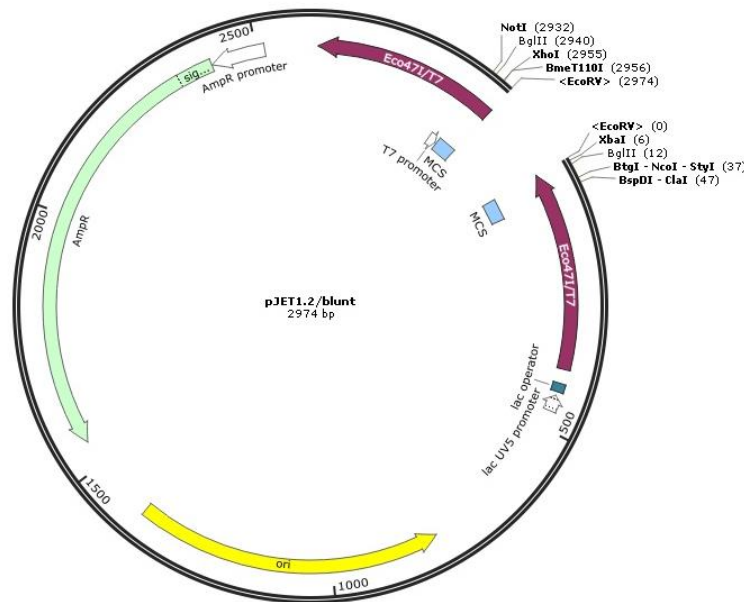 2500
NotI (2932)
BglII (2940)
XhoI (2955)
BmeT110I (2956)
<EcoRV> (2974)
sig...
AmpR promoter
Eco47I/T7
<EcoRV> (0)
XbaI (6)
BglII (12)
BtgI - NcoI - StyI (37)
BspDI - ClaI (47)
T7 promoter
MCS
MCS
2000
AmpR
Eco47I/T7
pJET1.2/blunt
2974 bp
lac operator
lac UV5 promoter
500
1500
ori
1000